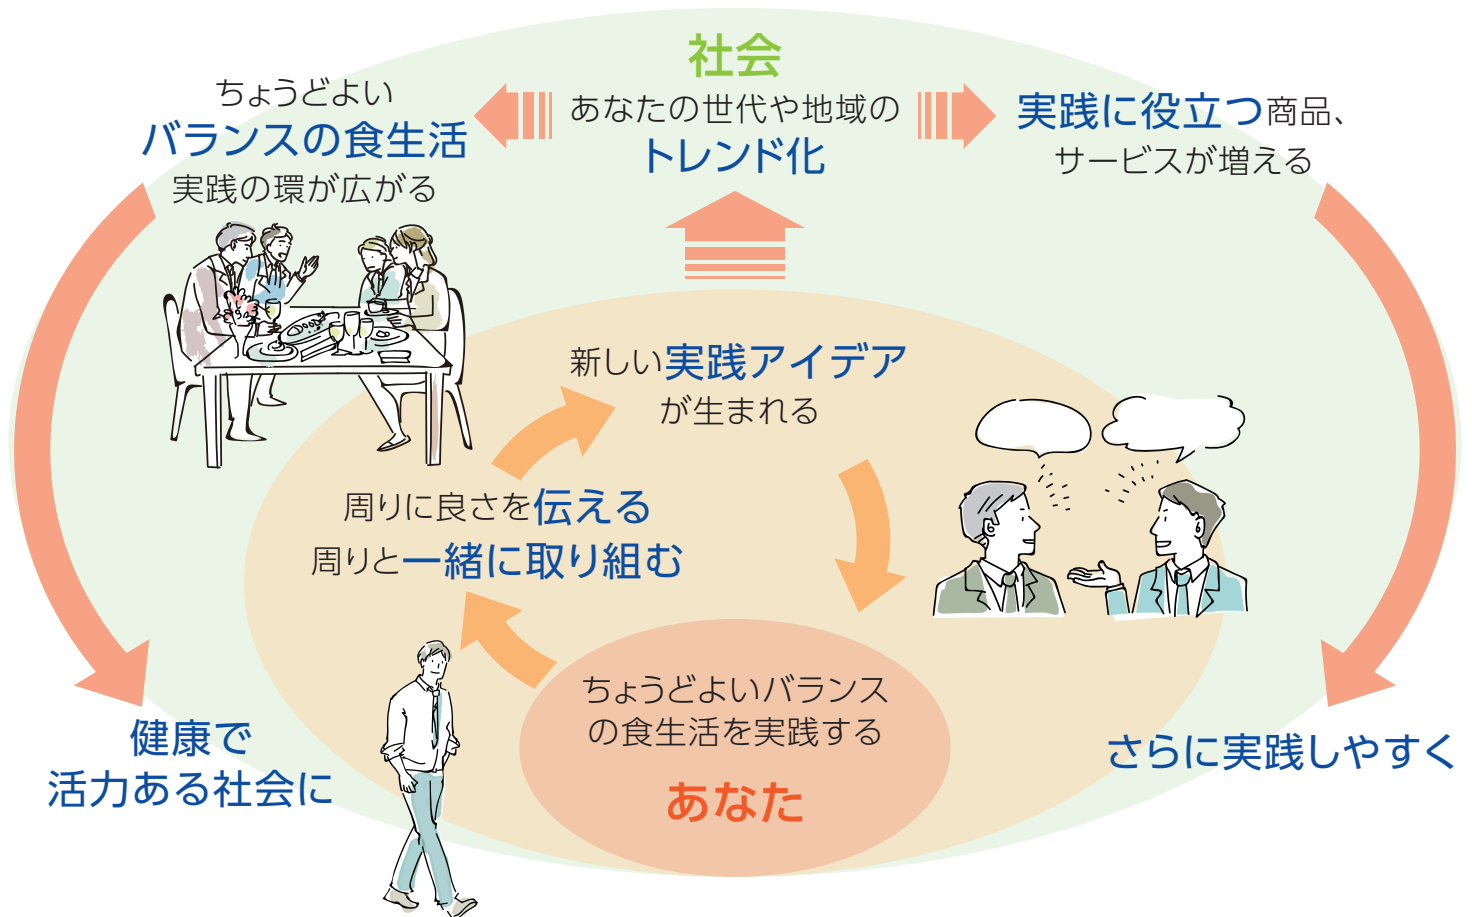 社会
あなたの世代や地域の
トレンド化
ちょうどよい
バランスの食生活
実践の環が広がる
実践に役立つ商品、
サービスが増える
新しい実践アイデア
が生まれる
周りに良さを伝える
周りと一緒に取り組む
ちょうどよいバランス
の食生活を実践する
あなた
健康で
活力ある社会に
さらに実践しやすく